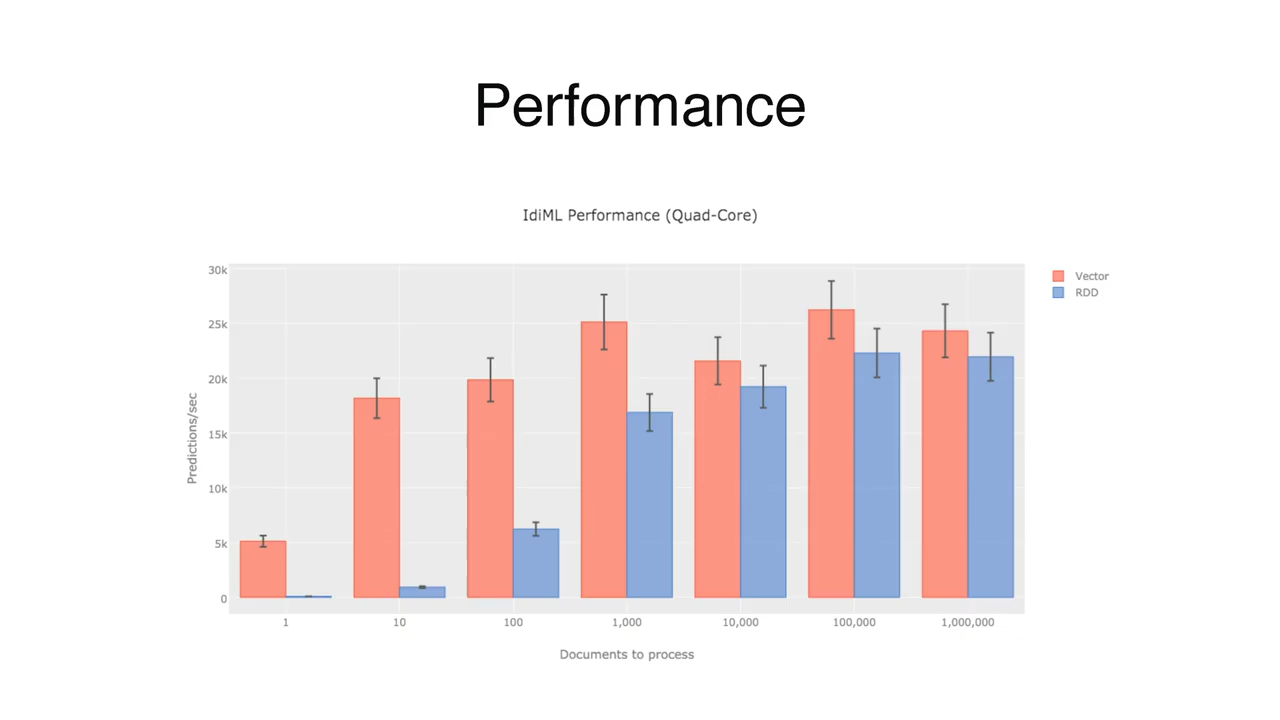 Performance
IdiML Performance (Quad-Core)
30k
25k
20k
15k
10k
5k
0
Predictions/sec
Vector
RDD
1
10
100
1,000
10,000
100,000
1,000,000
Documents to process